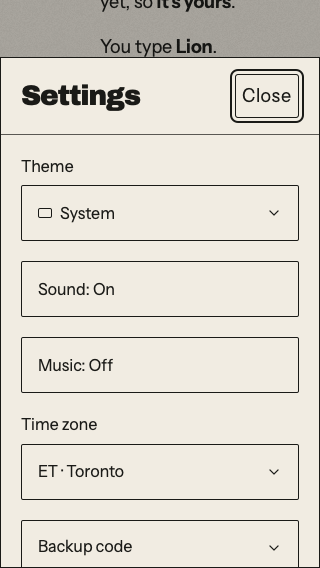 yet, so it's yours.
You type Lion.
Settings
Close
Theme
System
Sound: On
Music: Off
Time zone
ET · Toronto
Backup code